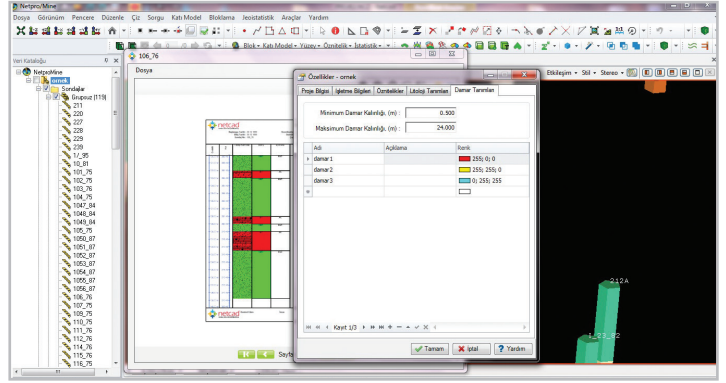 Netpro/Mine
Dosya Görünüm Pencere Düzenle Çiz Sorgu Katı Model Bloklama Jeoistatistik Araçlar Yardım
Blok Katı Model Yüzey Öznitelik İstatistik
Etkileşim Stil Stereo
Veri Kataloğu
NetproMine
ornek
Sondajlar
Grupsuz (119)
211
220
227
228
229
239
1/_95
10_81
101_75
102_75
103_76
104_75
1047_84
1048_84
1049_84
105_75
1050_87
1051_87
1052_87
1053_87
1054_87
1055_87
1056_87
106_76
107_75
109_75
110_75
111_76
112_76
114_76
115_76
116_75
106_76
Dosya
netcad
netcad
Sayfa
Özellikler - ornek
Proje Bilgisi İşletme Bilgileri Öznitelikler Litoloji Tanımları Damar Tanımları
Minimum Damar Kalınlığı, (m) : 0.500
Maksimum Damar Kalınlığı, (m) : 24.000
Adı Açıklama Renk
damar1 255; 0; 0
damar2 255; 255; 0
damar3 0; 255; 255
Kayıt 1/3
Tamam İptal Yardım
212A